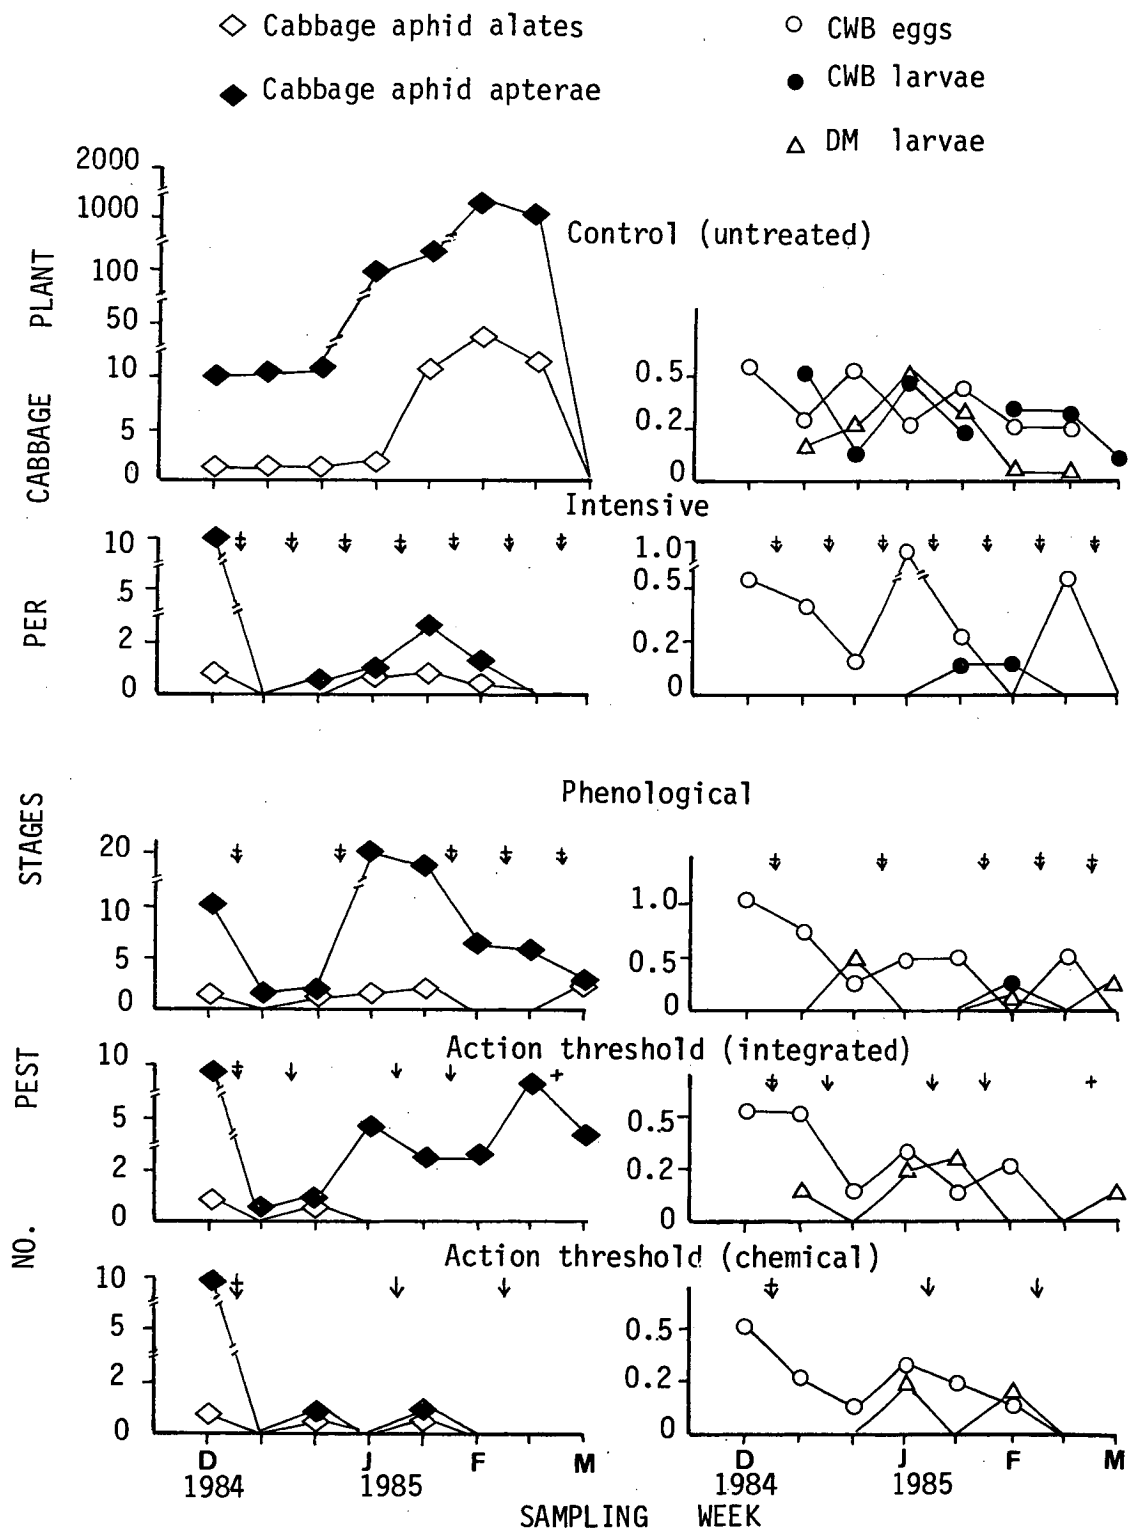 Cabbage aphid alates
Cabbage aphid apterae
CWB eggs
CWB larvae
DM larvae
NO. PEST STAGES PER CABBAGE PLANT
Control (untreated)
2000
1000
100
50
10
5
0
0.5
0.2
0
Intensive
10
5
2
0
1.0
0.5
0.2
0
Phenological
20
10
5
0
1.0
0.5
0
Action threshold (integrated)
10
5
2
0
0.5
0.2
0
Action threshold (chemical)
10
5
2
0
0.5
0.2
0
D J F M
1984 1985
D J F M
1984 1985
SAMPLING WEEK